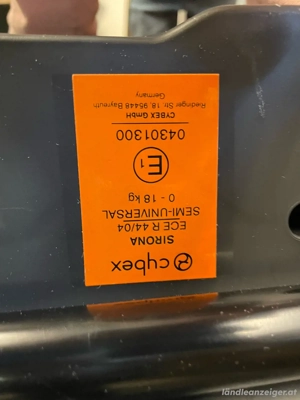 cybex
SIRONA
ECE R 44/04
SEMI-UNIVERSAL
0 - 18 kg
E1
04301300
CYBEX GmbH
Riedinger Str. 18, 95448 Bayreuth
Germany
ländleanzeiger.at